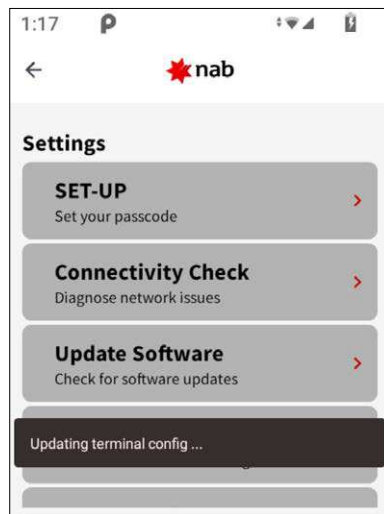 1:17
nab
Settings
SET-UP
Set your passcode
Connectivity Check
Diagnose network issues
Update Software
Check for software updates
Updating terminal config ...